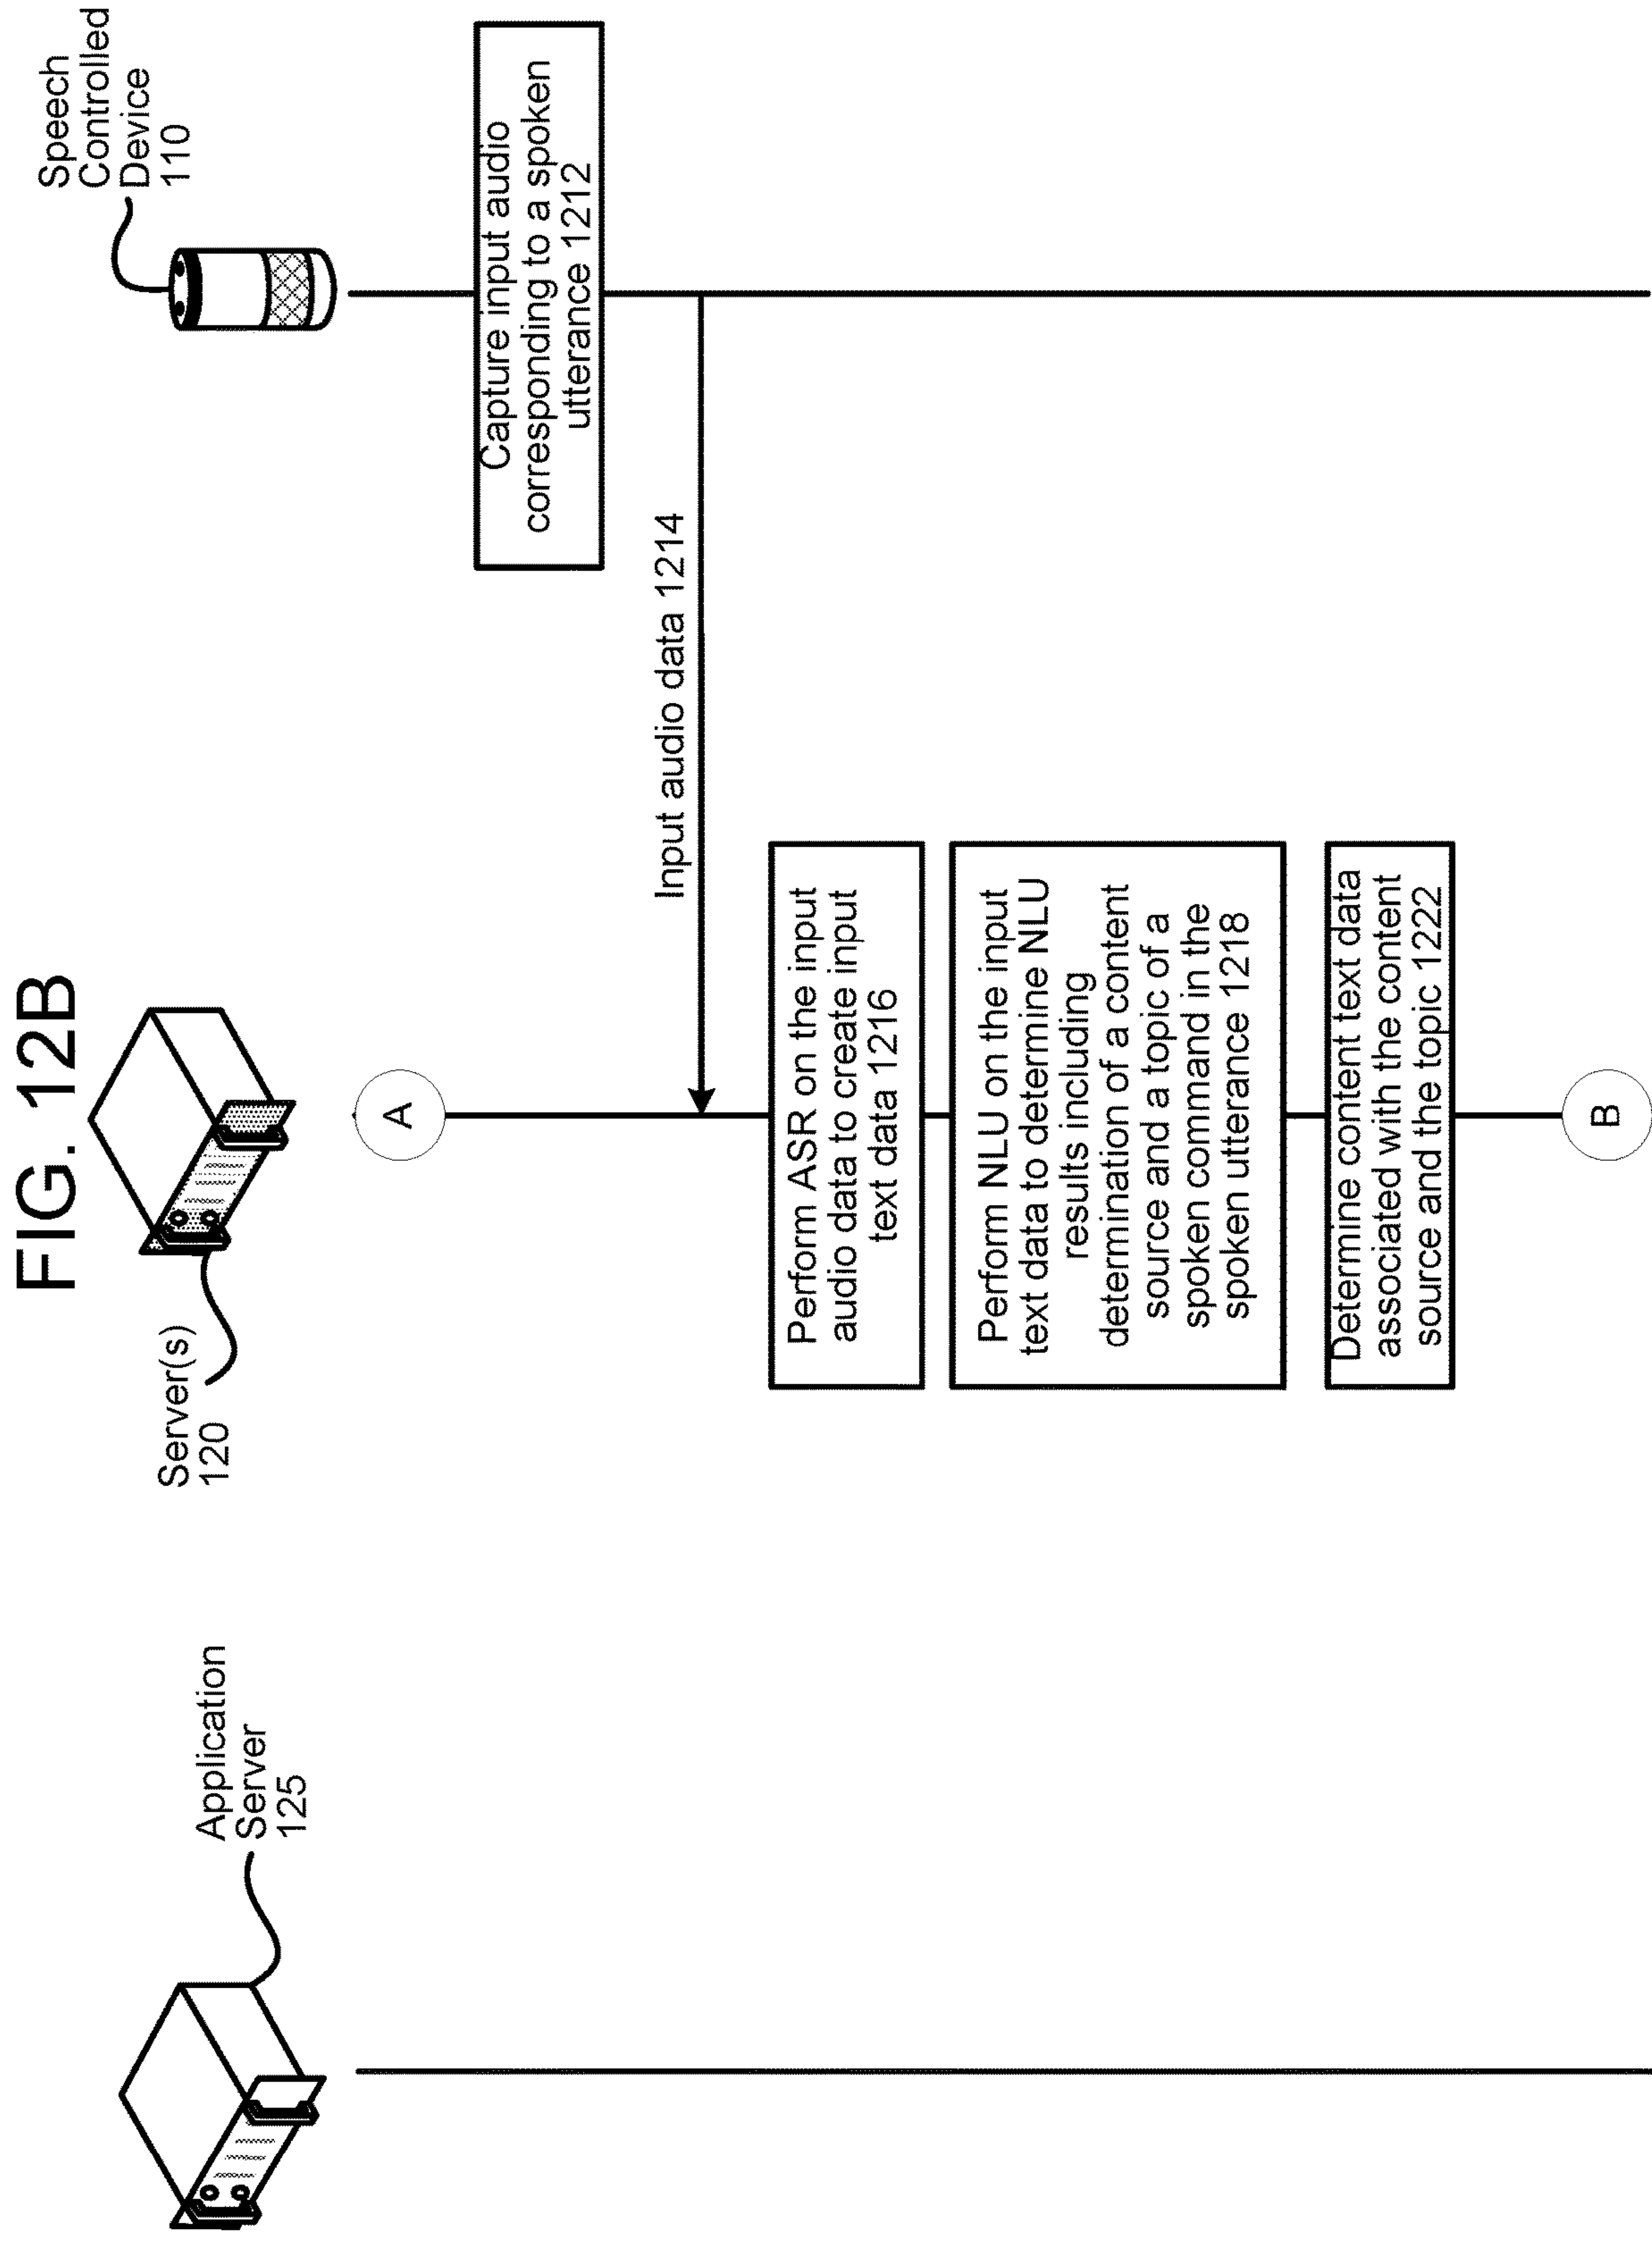 FIG. 12B
Application
Server
125
Server(s)
120
Speech
Controlled
Device
110
A
Capture input audio
corresponding to a spoken
utterance 1212
Input audio data 1214
Perform ASR on the input
audio data to create input
text data 1216
Perform NLU on the input
text data to determine NLU
results including
determination of a content
source and a topic of a
spoken command in the
spoken utterance 1218
Determine content text data
associated with the content
source and the topic 1222
B